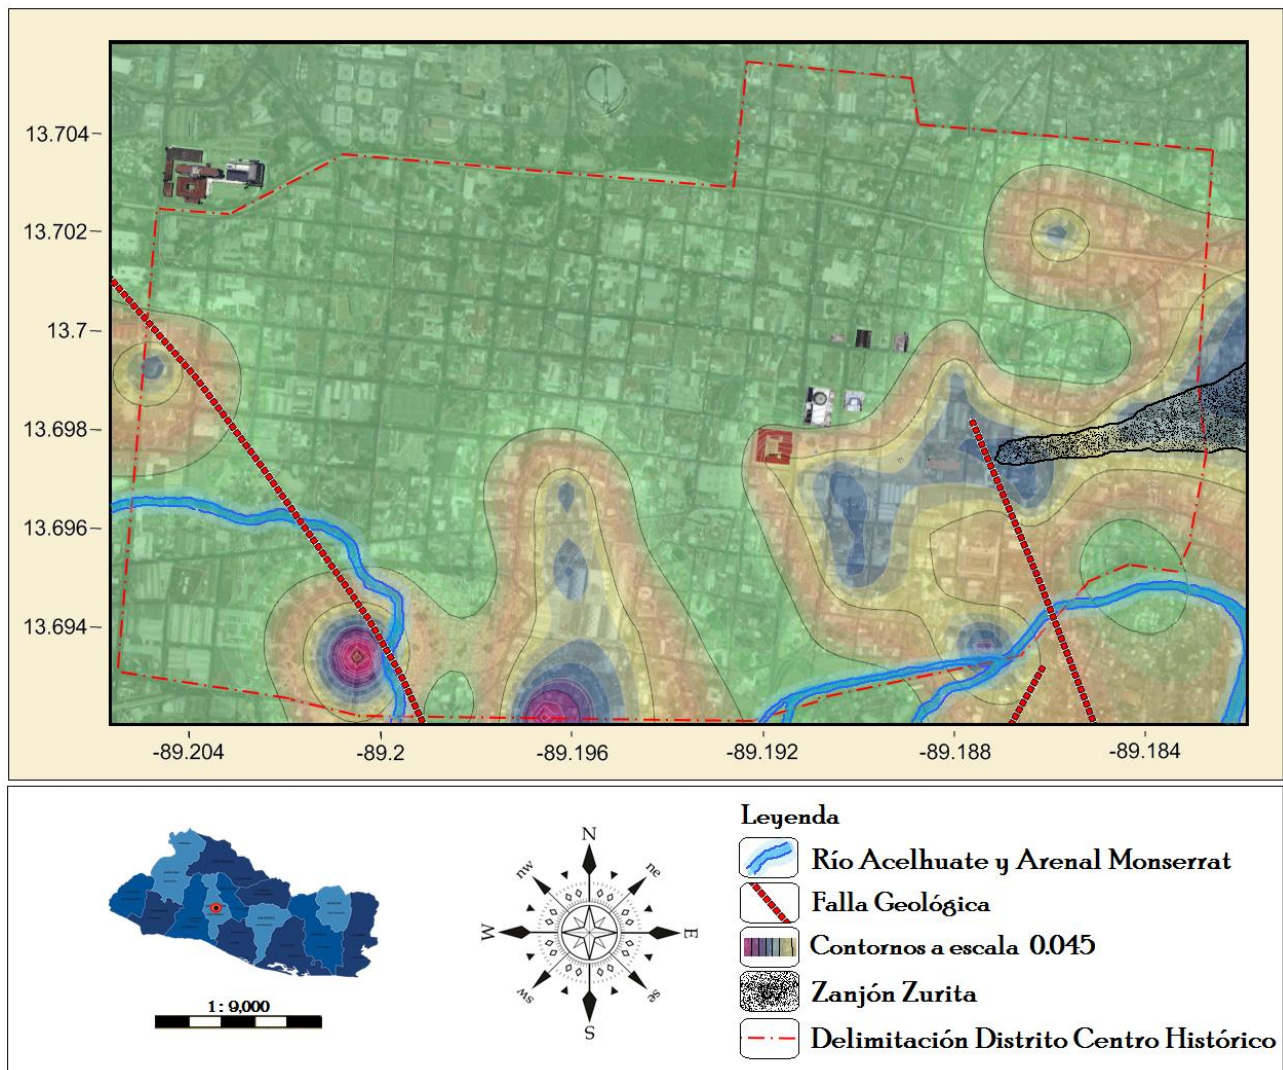 13.704
13.702
13.7
13.698
13.696
13.694
-89.204
-89.2
-89.196
-89.192
-89.188
-89.184
1 : 9,000
N
ne
E
se
S
sw
W
nw
Leyenda
Río Acelhuate y Arenal Monserrat
Falla Geológica
Contornos a escala 0.045
Zanjón Zurita
Delimitación Distrito Centro Histórico